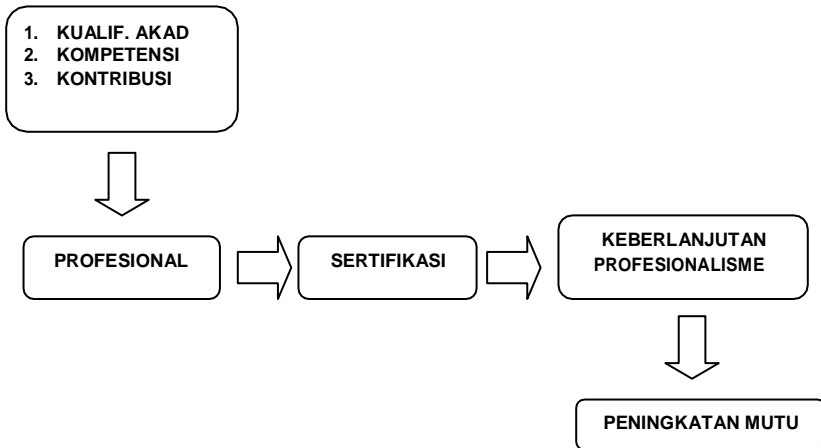 1. KUALIF. AKAD
2. KOMPETENSI
3. KONTRIBUSI
PROFESIONAL
SERTIFIKASI
KEBERLANJUTAN
PROFESIONALISME
PENINGKATAN MUTU